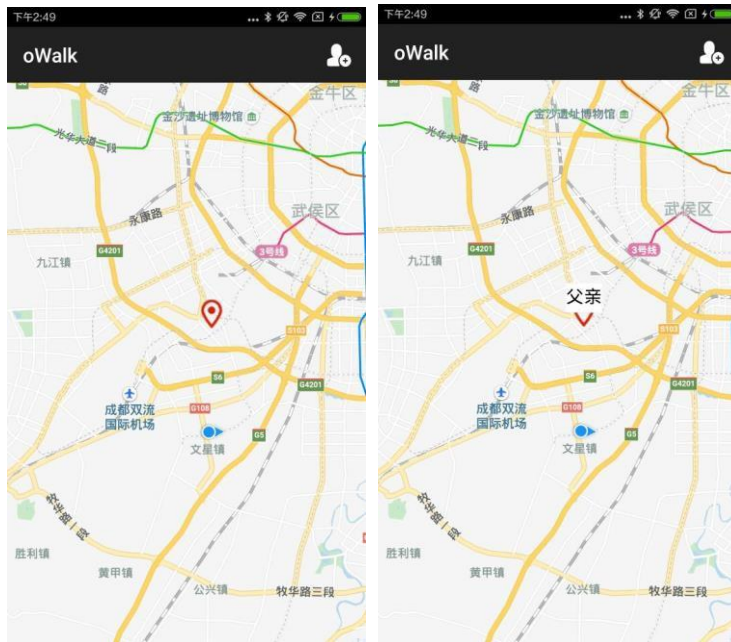 下午2:49
oWalk
路
金牛区
金沙遗址博物馆
光华大道二段
武侯区
永康路
3号线
G4201
九江镇
S103
S6
G4201
成都双流
国际机场
G108
G5
文星镇
牧华路一段
胜利镇
黄甲镇
公兴镇
牧华路三段
下午2:49
oWalk
路
金牛区
金沙遗址博物馆
光华大道二段
武侯区
永康路
3号线
G4201
九江镇
父亲
S103
S6
G4201
成都双流
国际机场
G108
G5
文星镇
牧华路一段
胜利镇
黄甲镇
公兴镇
牧华路三段